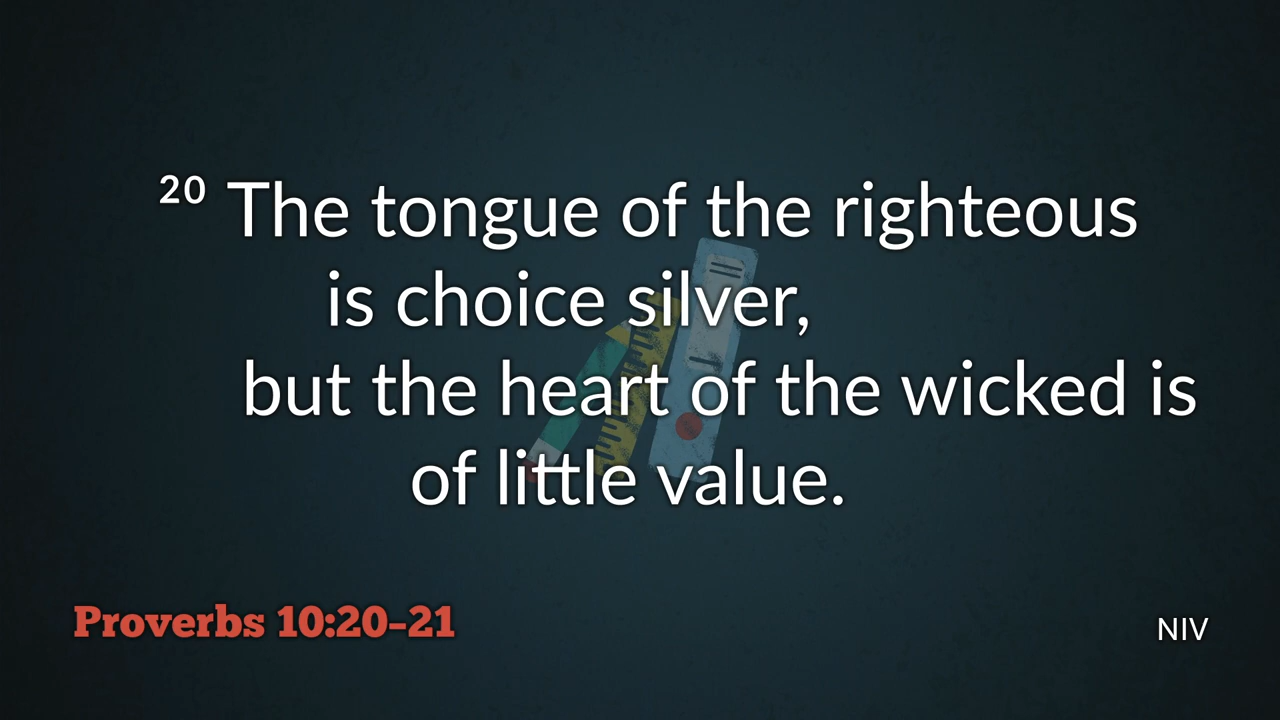 ²⁰ The tongue of the righteous
is choice silver,
but the heart of the wicked is
of little value.
Proverbs 10:20–21
NIV